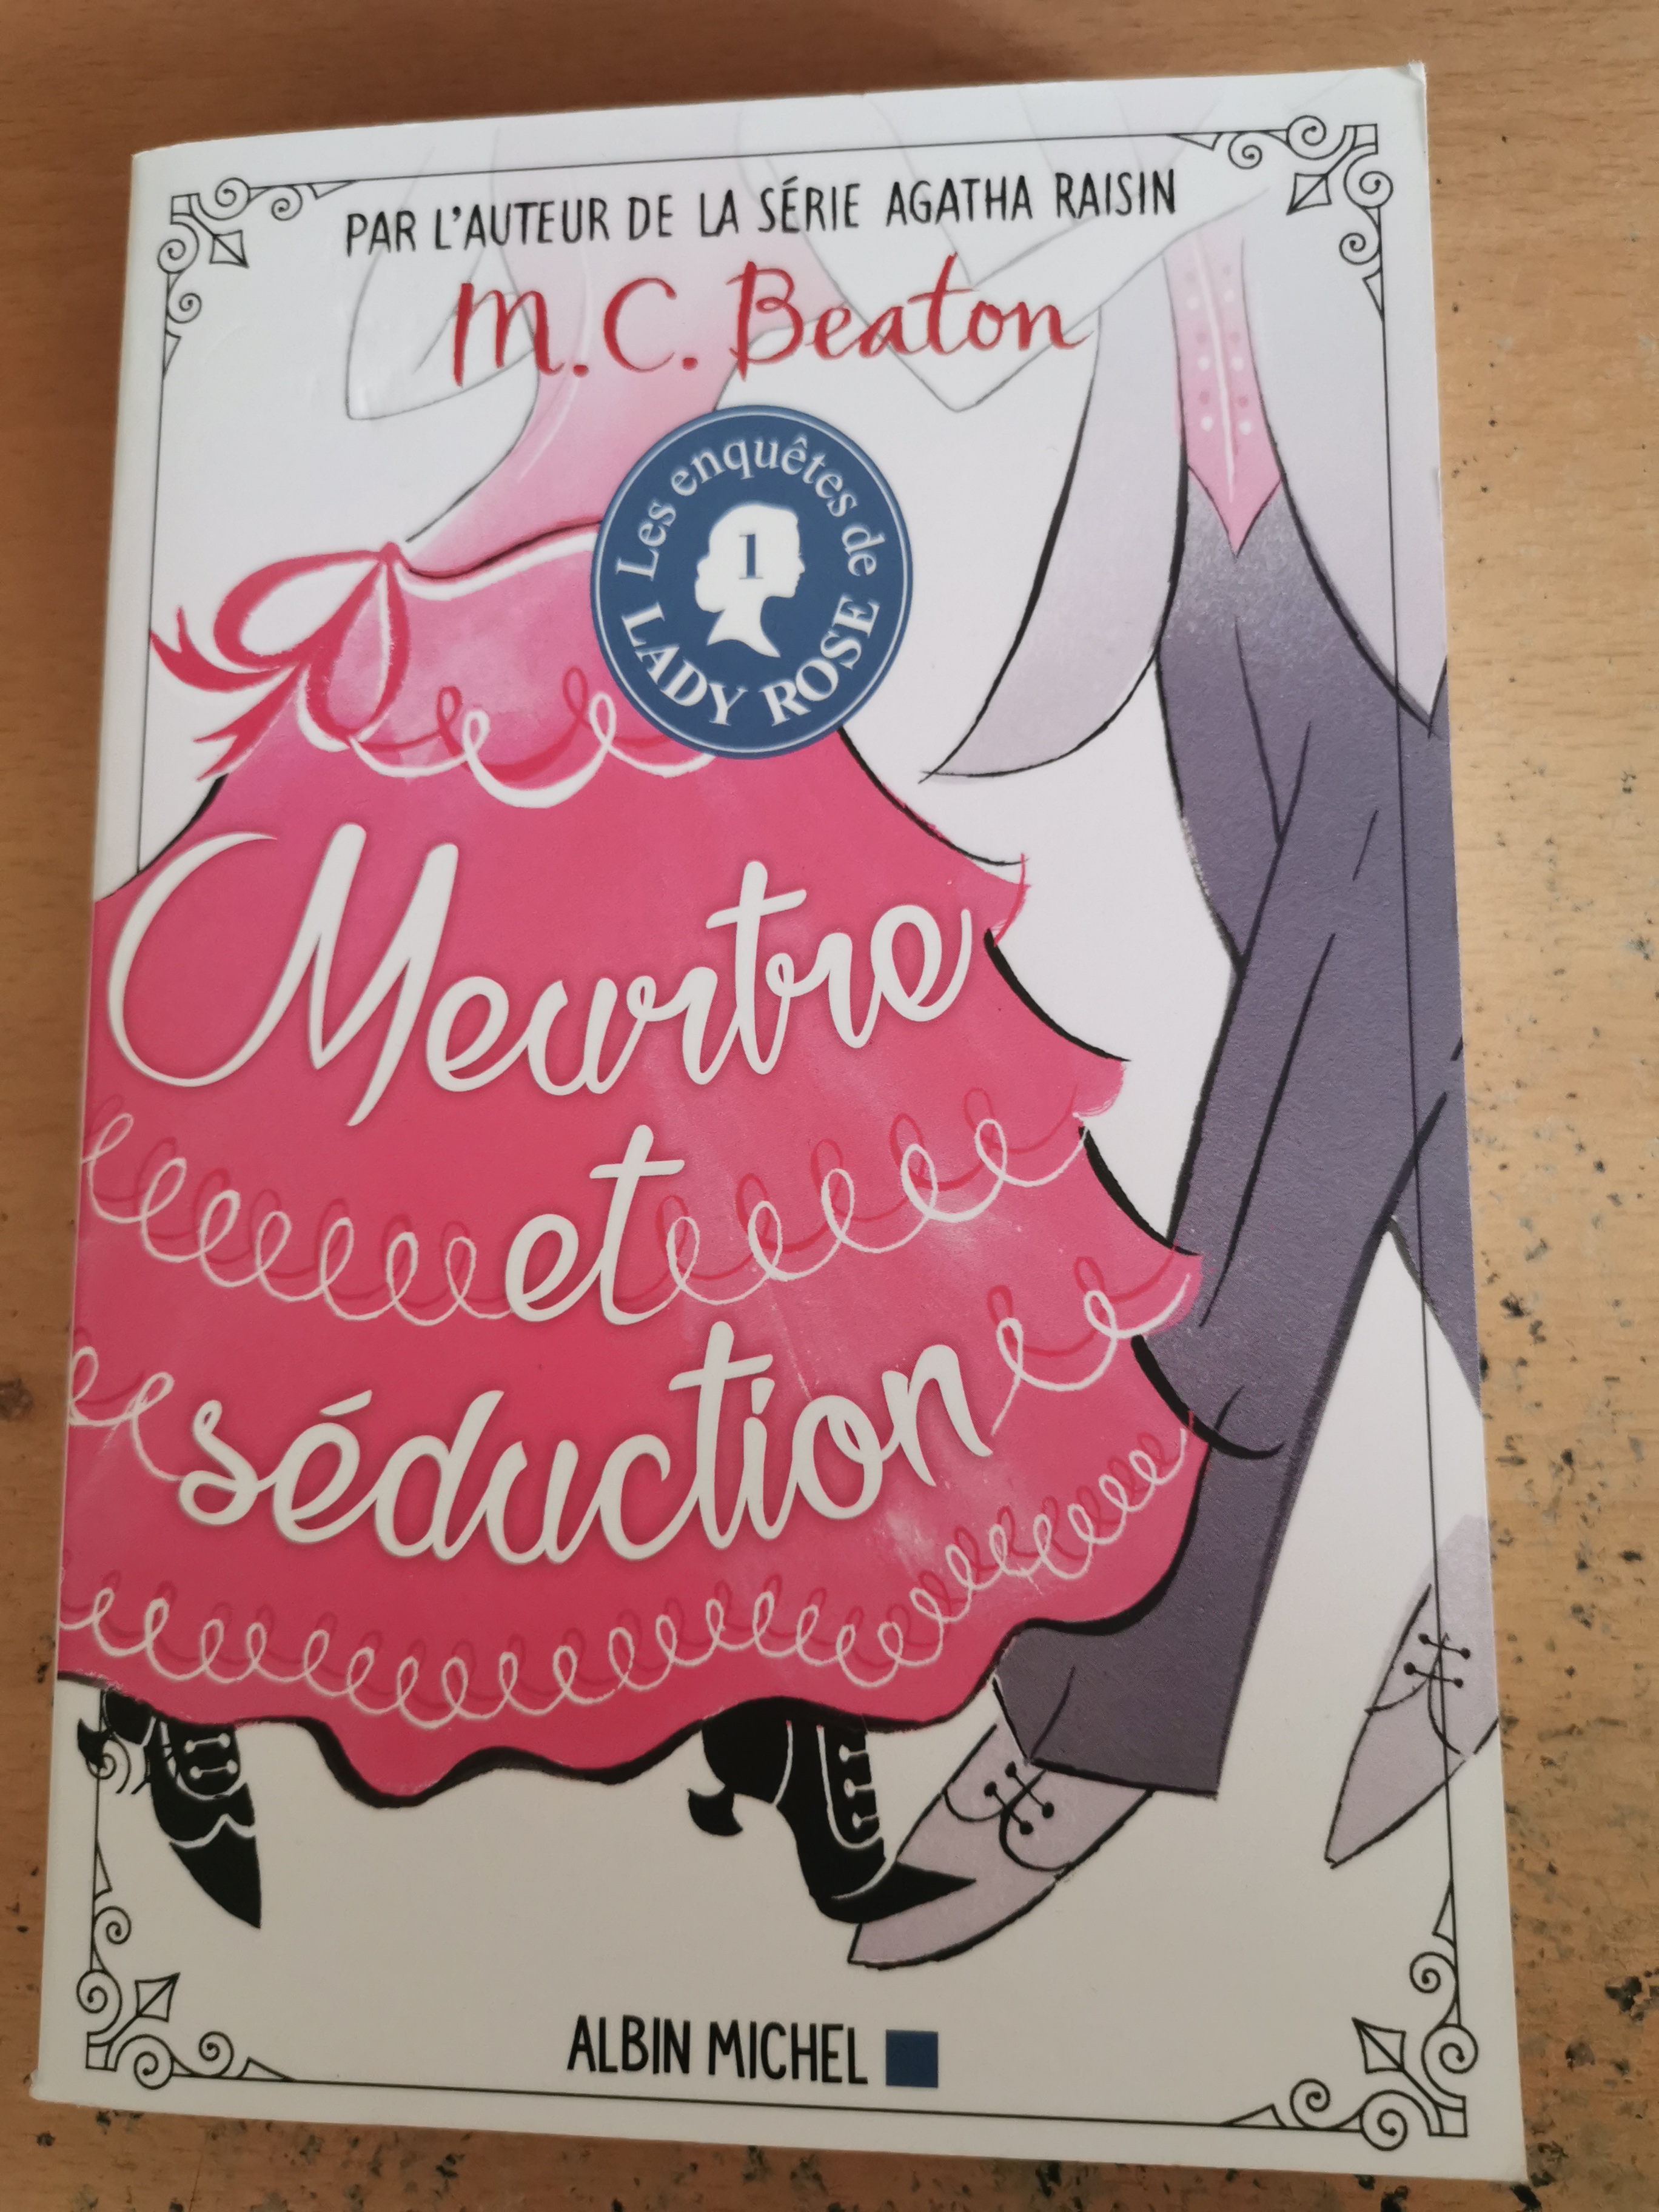 PAR L'AUTEUR DE LA SÉRIE AGATHA RAISIN
M.C. Beaton
Les enquêtes de
1
LADY ROSE
Meurtre
et
séduction
ALBIN MICHEL